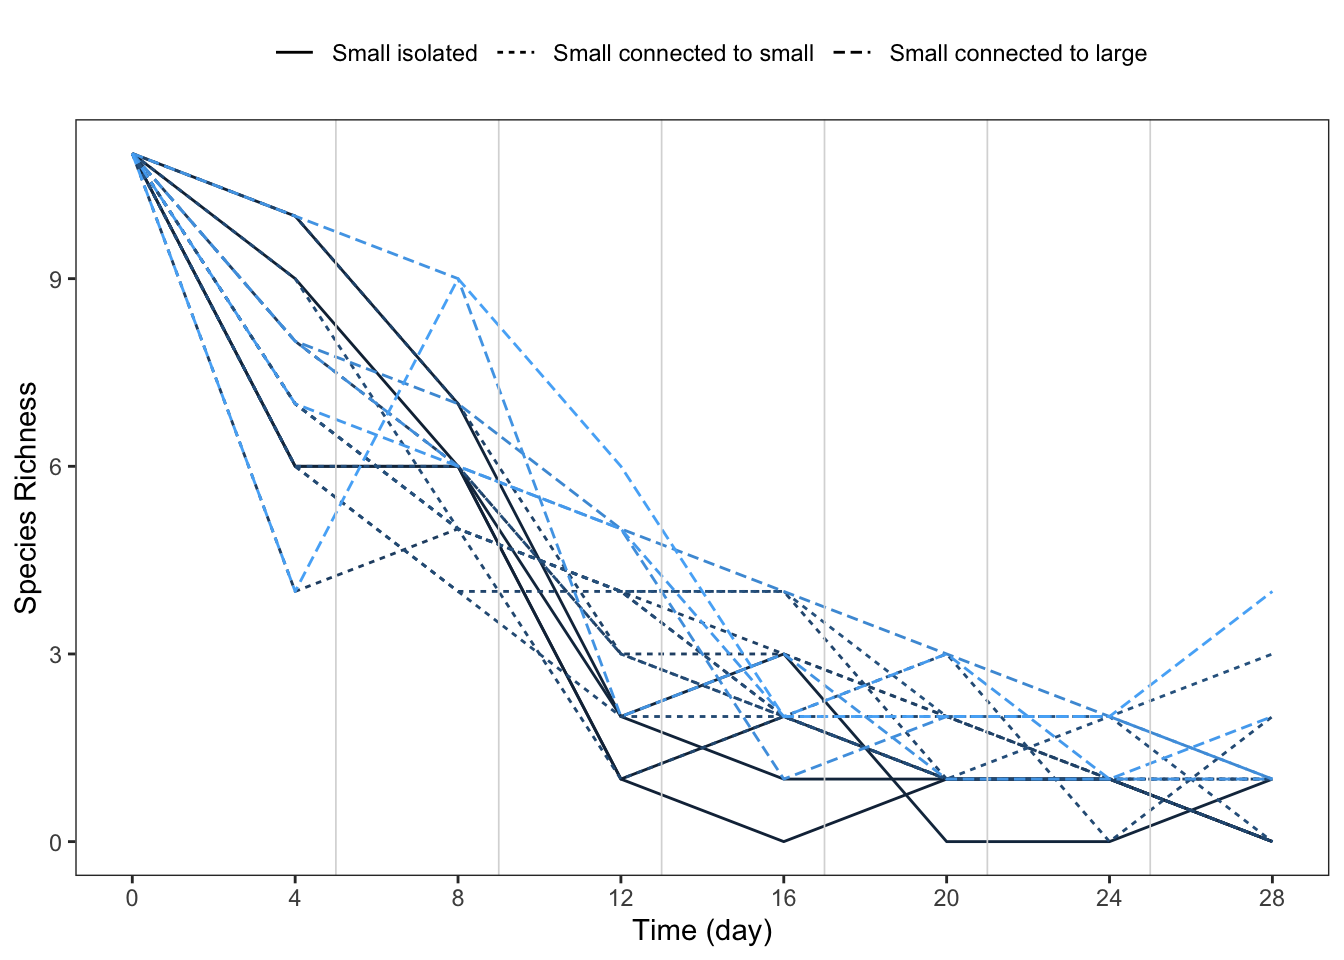 Small isolated Small connected to small Small connected to large
Species Richness
9
6
3
0
0 4 8 12 16 20 24 28
Time (day)